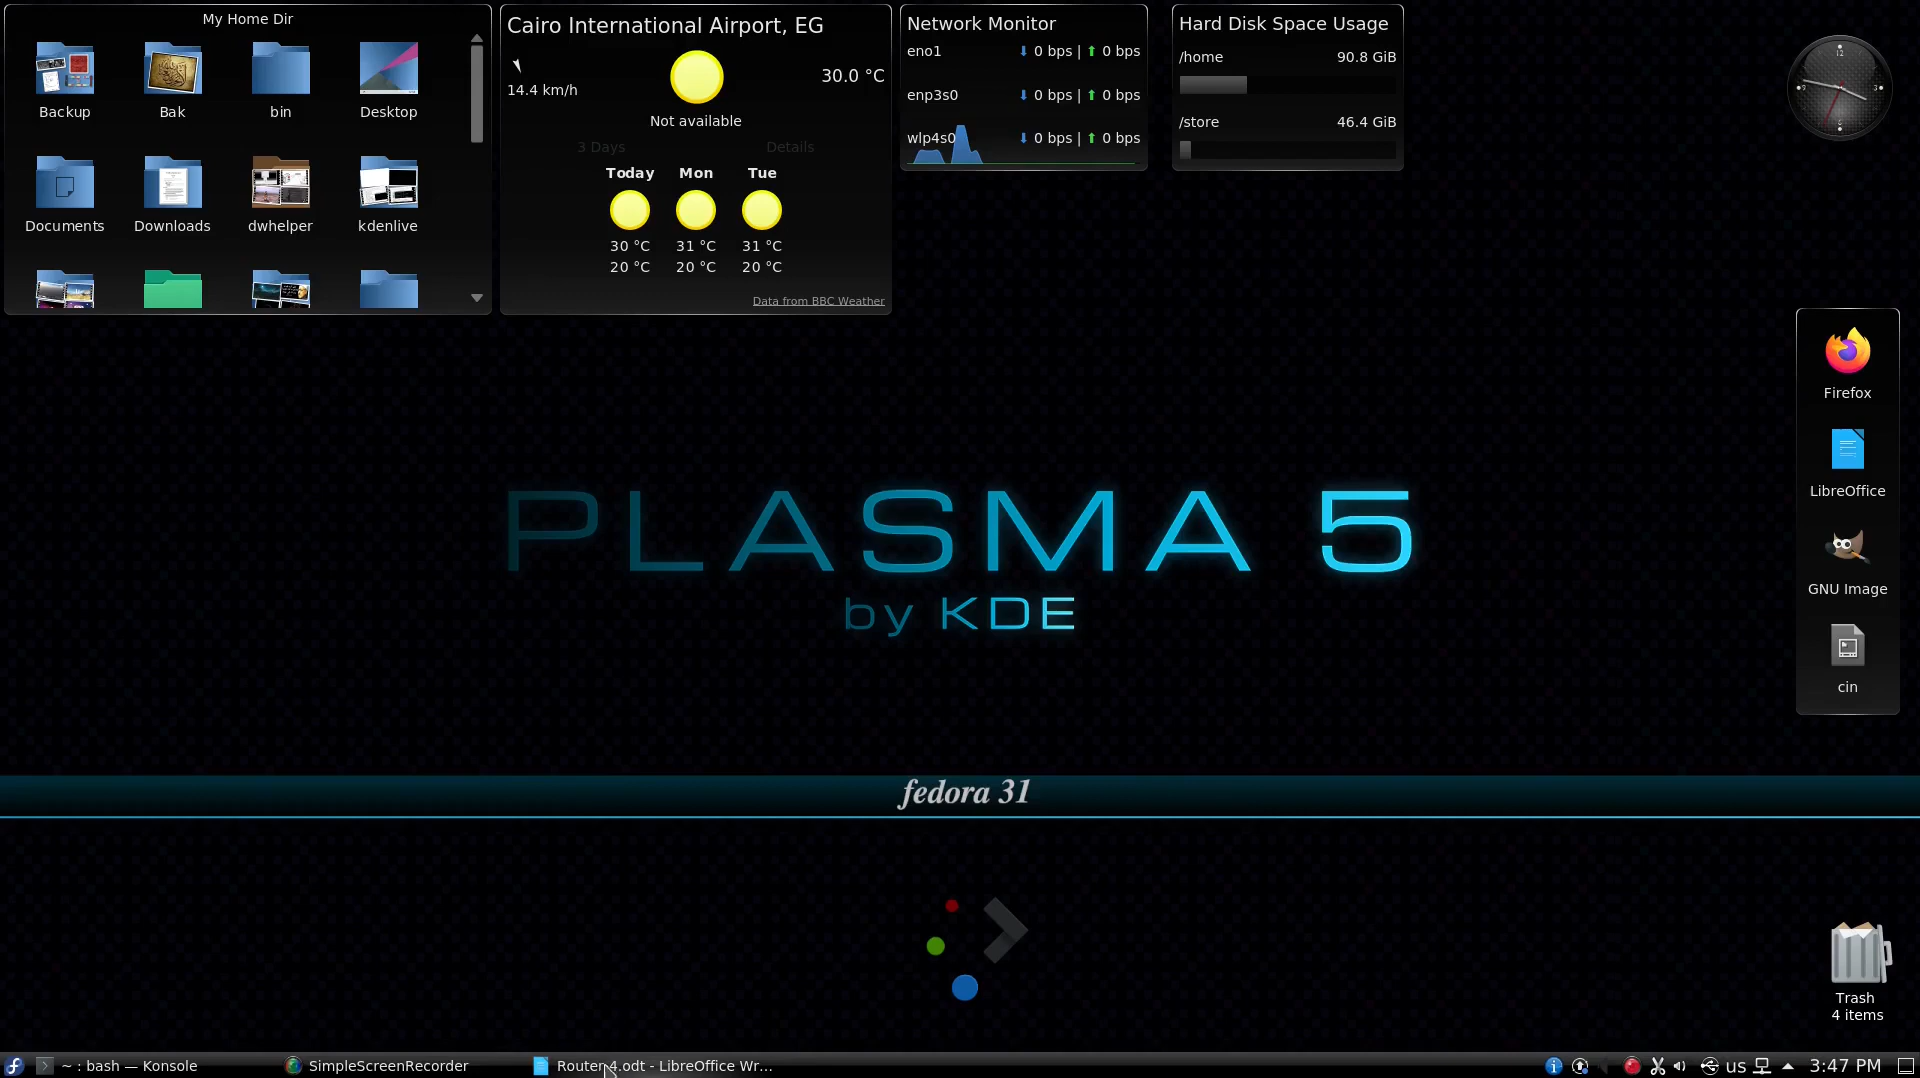 My Home Dir
Backup
Bak
bin
Desktop
Documents
Downloads
dwhelper
kdenlive
Cairo International Airport, EG
14.4 km/h
30.0 °C
Not available
3 Days
Details
Today Mon Tue
30 °C 31 °C 31 °C
20 °C 20 °C 20 °C
Data from BBC Weather
Network Monitor
eno1 ⬇ 0 bps | ⬆ 0 bps
enp3s0 ⬇ 0 bps | ⬆ 0 bps
wlp4s0 ⬇ 0 bps | ⬆ 0 bps
Hard Disk Space Usage
/home 90.8 GiB
/store 46.4 GiB
12
3
9
Firefox
LibreOffice
GNU Image
cin
PLASMA 5
by KDE
fedora 31
Trash
4 items
~ : bash — Konsole
SimpleScreenRecorder
Router4.odt - LibreOffice Wr...
us
3:47 PM